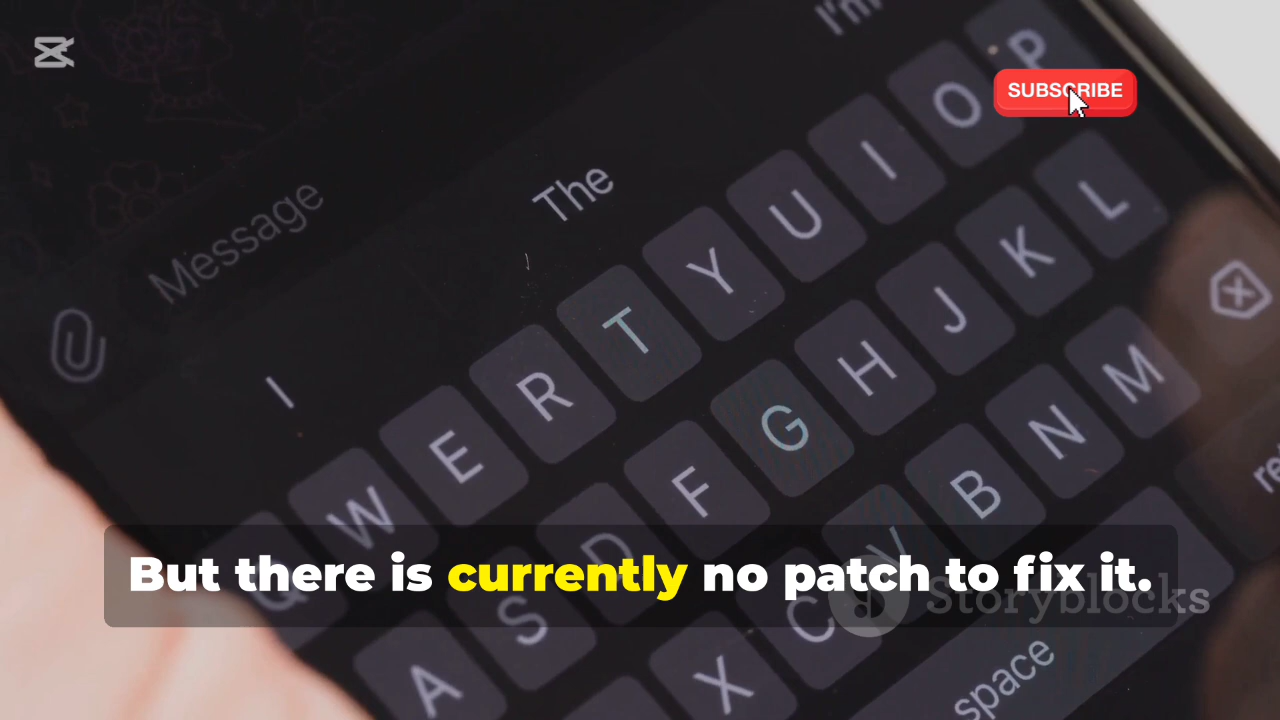 I'm
SUBSCRIBE
Message
The
I
Q W E R T Y U I O P
A S D F G H J K L
X C V B N M
space
But there is currently no patch to fix it.
Storyblocks